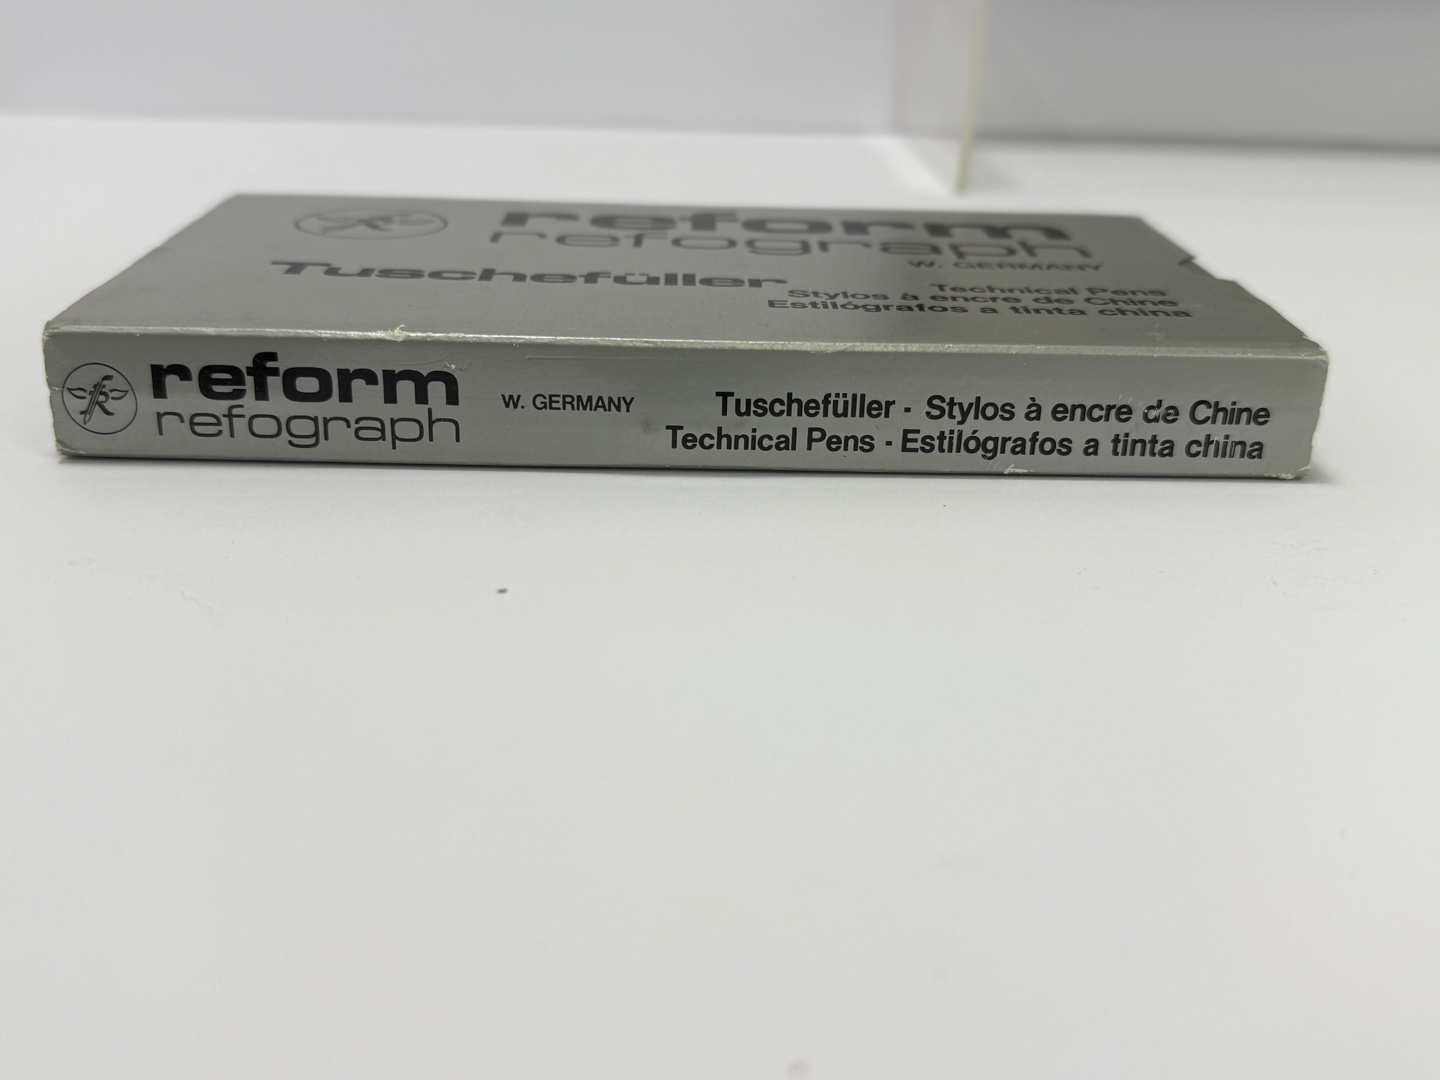 reform
refograph
W. GERMANY
Tuschefüller
Technical Pens
Stylos à encre de Chine
Estilógrafos a tinta china
reform
refograph
W. GERMANY
Tuschefüller - Stylos à encre de Chine
Technical Pens - Estilógrafos a tinta china